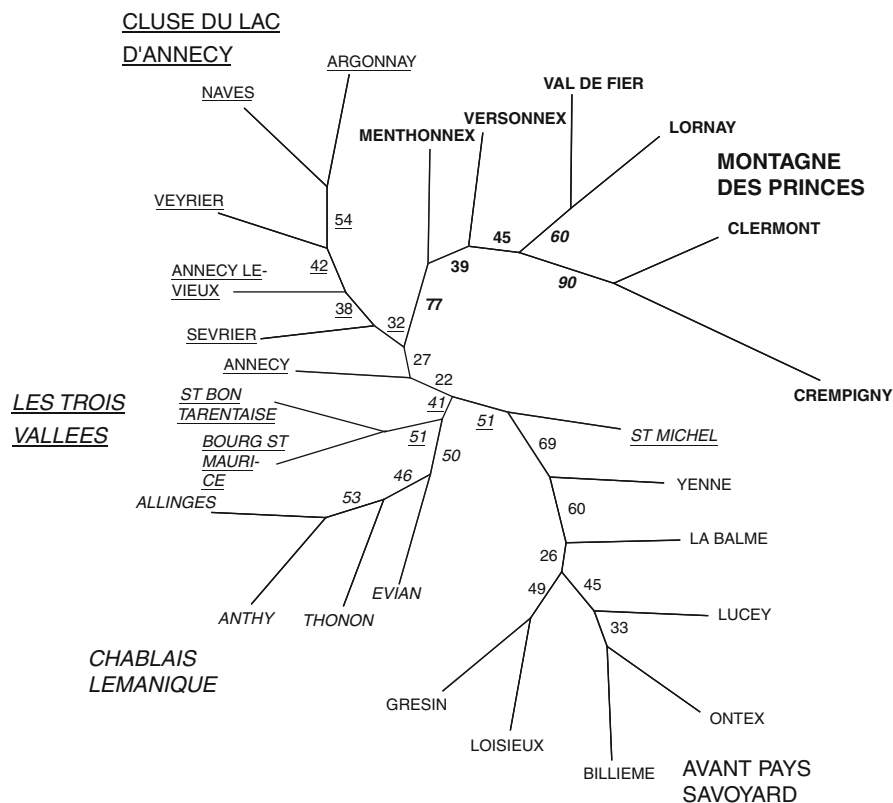 CLUSE DU LAC
D'ANNECY
ARGONNAY
NAVES
VAL DE FIER
VERSONNEX
MENTHONNEX
LORNAY
MONTAGNE
DES PRINCES
VEYRIER
54
CLERMONT
45
60
39
42
ANNECY LE-
VIEUX
90
77
38
32
SEVRIER
27
ANNECY
22
CREMPIGNY
LES TROIS
VALLEES
ST BON
TARENTAISE
41
51
ST MICHEL
BOURG ST
MAURI-
CE
51
50
69
46
YENNE
ALLINGES
53
60
LA BALME
26
49
45
EVIAN
ANTHY
THONON
LUCEY
33
CHABLAIS
LEMANIQUE
GRESIN
ONTEX
LOISIEUX
BILLIEME
AVANT PAYS
SAVOYARD